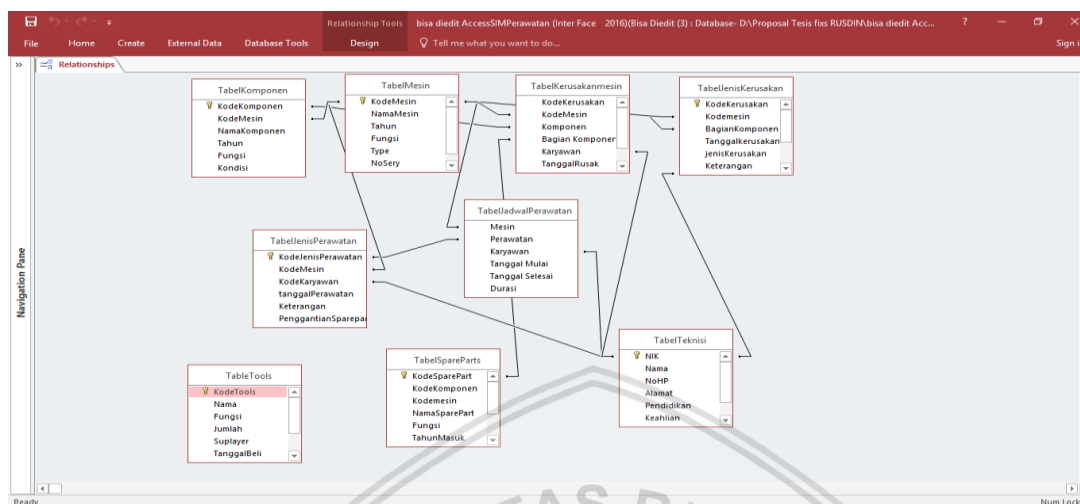 Relationship Tools
bisa diedit AccessSIMPerawatan (Inter Face 2016)(Bisa Diedit (3) : Database- D:\Proposal Tesis fixs RUSDIN\bisa diedit Acc...
File Home Create External Data Database Tools Design Tell me what you want to do...
Sign i
Relationships
Navigation Pane
TabelKomponen
KodeKomponen
KodeMesin
NamaKomponen
Tahun
Fungsi
Kondisi
TabelMesin
KodeMesin
NamaMesin
Tahun
Fungsi
Type
NoSery
TabelKerusakanmesin
KodeKerusakan
KodeMesin
Komponen
Bagian Komponen
Karyawan
TanggalRusak
TabelJenisKerusakan
KodeKerusakan
Kodemesin
BagianKomponen
Tanggalkerusakan
jenisKerusakan
Keterangan
TabelJenisPerawatan
KodeJenisPerawatan
KodeMesin
KodeKaryawan
tanggalPerawatan
Keterangan
PenggantianSparepa
TabelJadwalPerawatan
Mesin
Perawatan
Karyawan
Tanggal Mulai
Tanggal Selesai
Durasi
TableTools
KodeTools
Nama
Fungsi
Jumlah
Suplayer
TanggalBeli
TabelSpareParts
KodeSparePart
KodeKomponen
Kodemesin
NamaSparePart
Fungsi
TahunMasuk
TabelTeknisi
NIK
Nama
NoHP
Alamat
Pendidikan
Keahlian
Ready
Num Lock